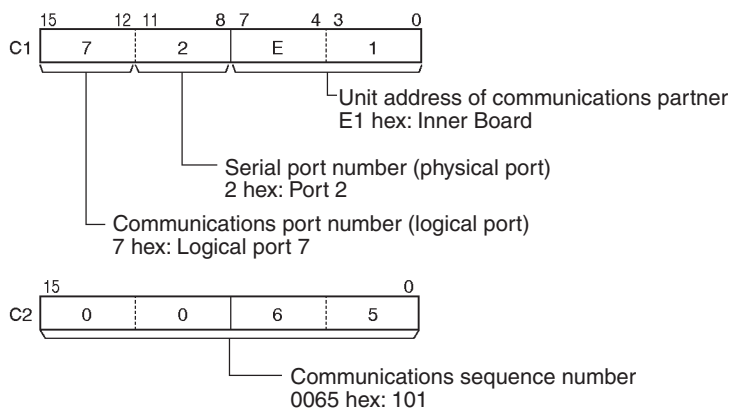 15 12 11 8 7 4 3 0
C1 7 2 E 1
Unit address of communications partner
E1 hex: Inner Board
Serial port number (physical port)
2 hex: Port 2
Communications port number (logical port)
7 hex: Logical port 7
15 0
C2 0 0 6 5
Communications sequence number
0065 hex: 101